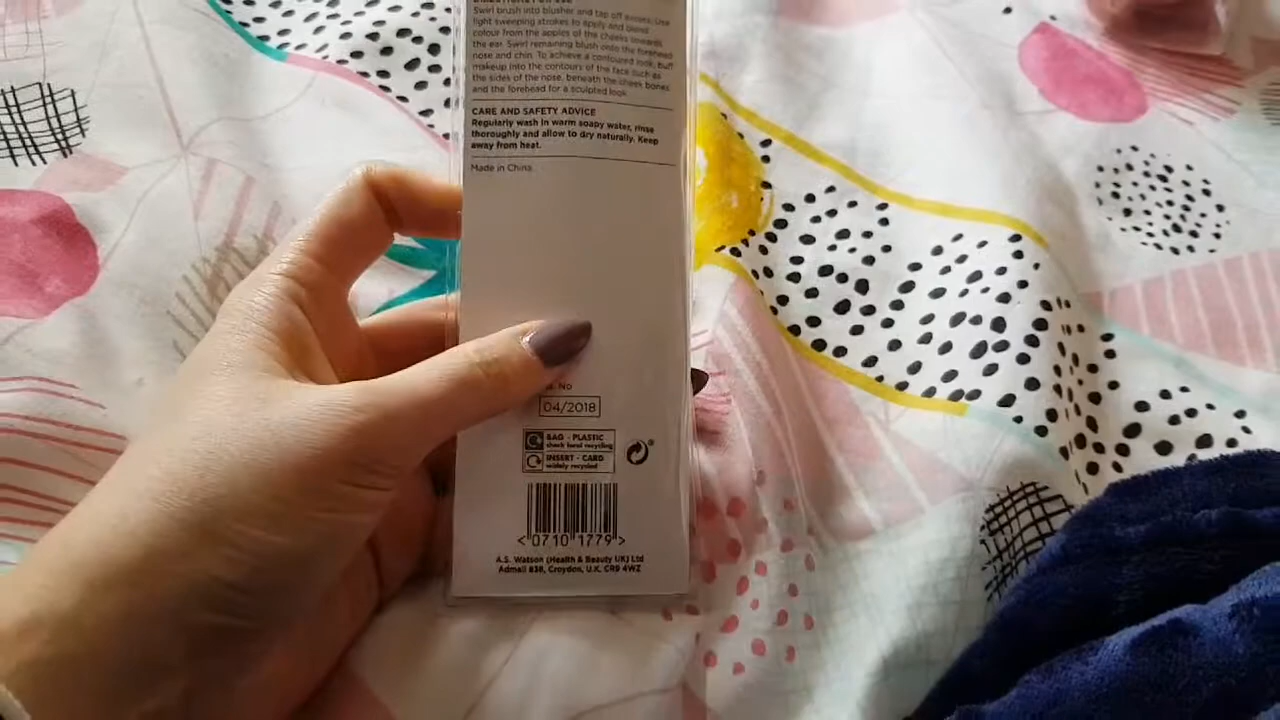 DIRECTIONS FOR USE
Swirl brush into blusher and tap off excess. Use
light sweeping strokes to apply and blend
colour from the apples of the cheeks towards
the ear. Swirl remaining blush onto the forehead
nose and chin. To achieve a contoured look, buff
makeup into the contours of the face such as
the sides of the nose, beneath the cheek bones
and the forehead for a sculpted look.
CARE AND SAFETY ADVICE
Regularly wash in warm soapy water, rinse
thoroughly and allow to dry naturally. Keep
away from heat.
Made in China
No
04/2018
BAG - PLASTIC
check local recycling
INSERT - CARD
widely recycled
<0710"1779">
A.S. Watson (Health & Beauty UK) Ltd
Admail 838, Croydon, U.K. CR9 4WZ